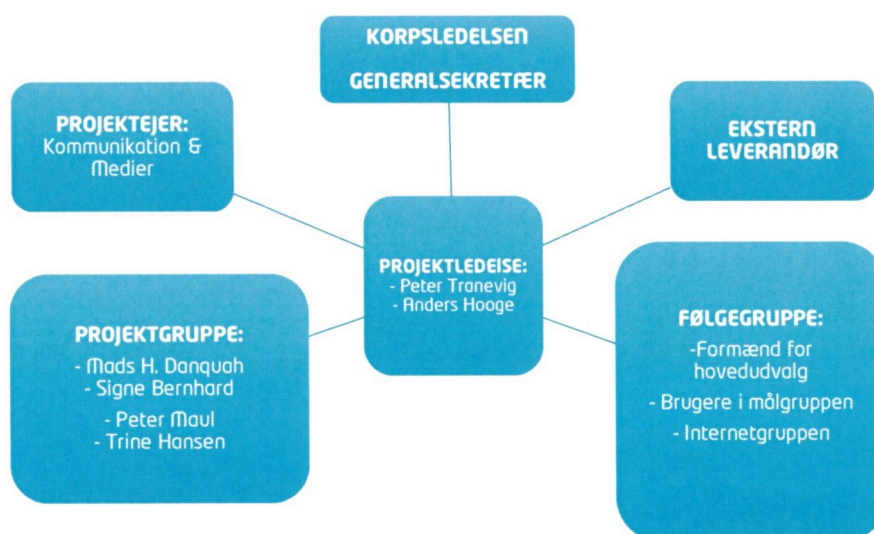 KORPSLEDELSEN
GENERALSEKRETÆR
PROJEKTEJER:
Kommunikation &
Medier
EKSTERN
LEVERANDØR
PROJEKTLEDELSE:
- Peter Tranevig
- Anders Hooge
PROJEKTGRUPPE:
- Mads H. Danquah
- Signe Bernhard
- Peter Maul
- Trine Hansen
FØLGEGRUPPE:
-Formænd for
hovedudvalg
- Brugere i målgruppen
- Internetgruppen